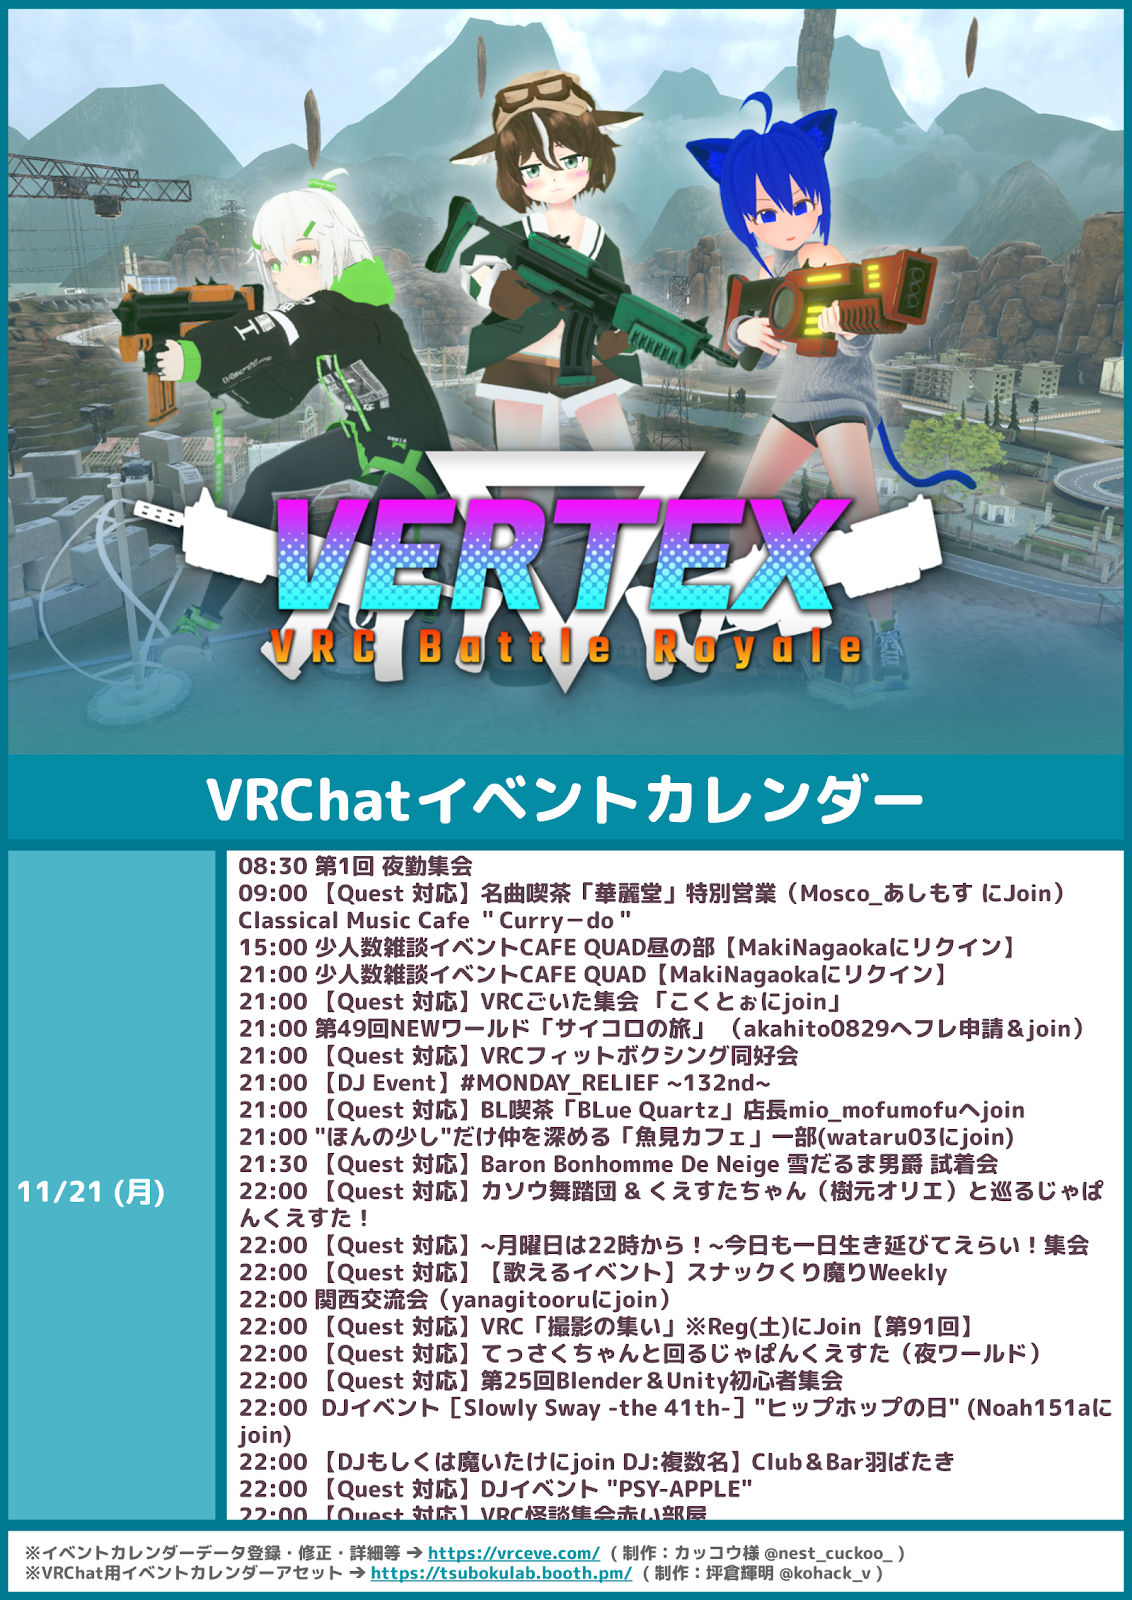 VERTEX
VRC Battle Royale
VRChatイベントカレンダー
11/21 (月)
08:30 第1回 夜勤集会
09:00 【Quest 対応】名曲喫茶「華麗堂」特別営業（Mosco_あしもす にJoin）
Classical Music Cafe ＂Curryーdo＂
15:00 少人数雑談イベントCAFE QUAD昼の部【MakiNagaokaにリクイン】
21:00 少人数雑談イベントCAFE QUAD【MakiNagaokaにリクイン】
21:00 【Quest 対応】VRCごいた集会 「こくとぉにjoin」
21:00 第49回NEWワールド「サイコロの旅」 （akahito0829へフレ申請＆join）
21:00 【Quest 対応】VRCフィットボクシング同好会
21:00 【DJ Event】#MONDAY_RELIEF ~132nd~
21:00 【Quest 対応】BL喫茶「BLue Quartz」店長mio_mofumofuへjoin
21:00 "ほんの少し"だけ仲を深める「魚見カフェ」一部(wataru03にjoin)
21:30 【Quest 対応】Baron Bonhomme De Neige 雪だるま男爵 試着会
22:00 【Quest 対応】カソウ舞踏団 & くえすたちゃん（樹元オリエ）と巡るじゃぱ
んくえすた！
22:00 【Quest 対応】~月曜日は22時から！~今日も一日生き延びてえらい！集会
22:00 【Quest 対応】【歌えるイベント】スナックくり魔りWeekly
22:00 関西交流会（yanagitooruにjoin）
22:00 【Quest 対応】VRC「撮影の集い」※Reg(土)にJoin【第91回】
22:00 【Quest 対応】てっさくちゃんと回るじゃぱんくえすた（夜ワールド）
22:00 【Quest 対応】第25回Blender＆Unity初心者集会
22:00 DJイベント［Slowly Sway -the 41th-］"ヒップホップの日" (Noah151aに
join)
22:00 【DJもしくは魔いたけにjoin DJ:複数名】Club＆Bar羽ばたき
22:00 【Quest 対応】DJイベント "PSY-APPLE"
22:00 【Quest 対応】VRC怪談集会赤い部屋
※イベントカレンダーデータ登録・修正・詳細等 ➔ https://vrceve.com/ ( 制作：カッコウ様 @nest_cuckoo_ )
※VRChat用イベントカレンダーアセット ➔ https://tsubokulab.booth.pm/ ( 制作：坪倉輝明 @kohack_v )